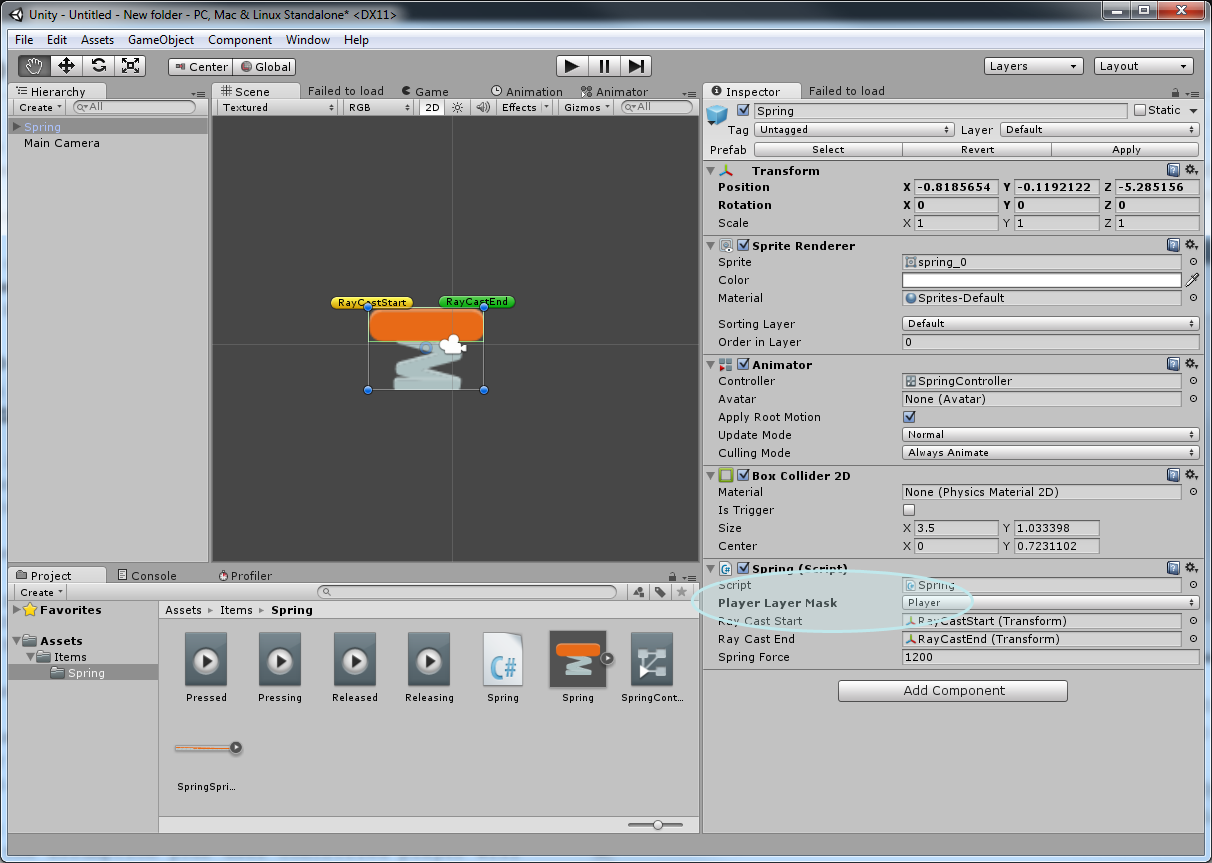 Unity - Untitled - New folder - PC, Mac & Linux Standalone* <DX11>
File Edit Assets GameObject Component Window Help
Center Global Layers Layout
Hierarchy
Create All
Spring
Main Camera
Scene Failed to load Game Animation Animator
Textured RGB 2D Effects Gizmos All
RayCastStart RayCastEnd
Inspector Failed to load
Spring Static
Tag Untagged Layer Default
Prefab Select Revert Apply
Transform
Position X -0.8185654 Y -0.1192122 Z -5.285156
Rotation X 0 Y 0 Z 0
Scale X 1 Y 1 Z 1
Sprite Renderer
Sprite spring_0
Color
Material Sprites-Default
Sorting Layer Default
Order in Layer 0
Animator
Controller SpringController
Avatar None (Avatar)
Apply Root Motion
Update Mode Normal
Culling Mode Always Animate
Box Collider 2D
Material None (Physics Material 2D)
Is Trigger
Size X 3.5 Y 1.033398
Center X 0 Y 0.7231102
Spring (Script)
Script Spring
Player Layer Mask Player
Ray Cast Start RayCastStart (Transform)
Ray Cast End RayCastEnd (Transform)
Spring Force 1200
Add Component
Project Console Profiler
Create
Favorites
Assets
Items
Spring
Assets Items Spring
C#
Pressed Pressing Released Releasing Spring Spring SpringCont...
SpringSpri...